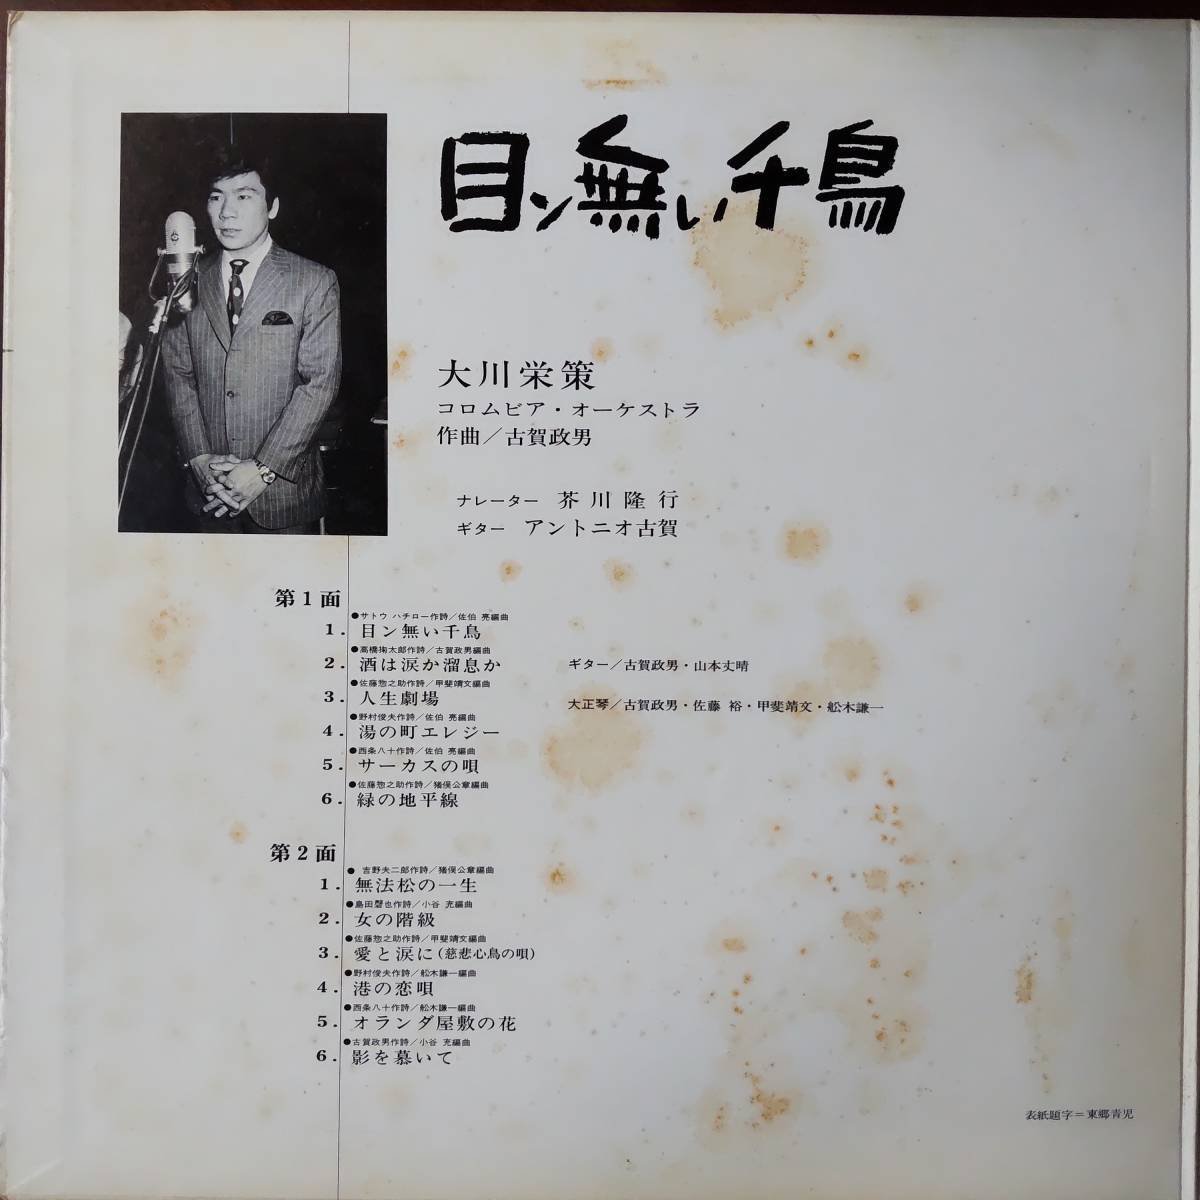 目ン無い千鳥
大川栄策
コロムビア・オーケストラ
作曲／古賀政男
ナレーター 芥川隆行
ギター アントニオ古賀
第1面
●サトウ ハチロー作詩／佐伯 亮編曲
1. 目ン無い千鳥
●高橋掬太郎作詩／古賀政男編曲
2. 酒は涙か溜息か ギター／古賀政男・山本丈晴
●佐藤惣之助作詩／甲斐靖文編曲
3. 人生劇場 大正琴／古賀政男・佐藤 裕・甲斐靖文・舩木謙一
●野村俊夫作詩／佐伯 亮編曲
4. 湯の町エレジー
●西条八十作詩／佐伯 亮編曲
5. サーカスの唄
●佐藤惣之助作詩／猪俣公章編曲
6. 緑の地平線
第2面
● 吉野夫二郎作詩／猪俣公章編曲
1. 無法松の一生
●島田磬也作詩／小谷 充編曲
2. 女の階級
●佐藤惣之助作詩／甲斐靖文編曲
3. 愛と涙に(慈悲心鳥の唄)
●野村俊夫作詩／舩木謙一編曲
4. 港の恋唄
●西条八十作詩／舩木謙一編曲
5. オランダ屋敷の花
●古賀政男作詩／小谷 充編曲
6. 影を慕いて
表紙題字＝東郷青児